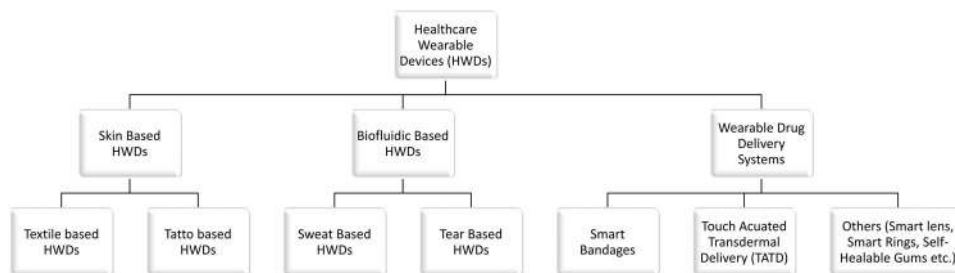 Healthcare
Wearable
Devices (HWDs)
Skin Based
HWDs
Biofluidic Based
HWDs
Wearable Drug
Delivery
Systems
Textile based
HWDs
Tatto based
HWDs
Sweat Based
HWDs
Tear Based
HWDs
Smart
Bandages
Touch Acuated
Transdermal
Delivery (TATD)
Others (Smart lens,
Smart Rings, Self-
Healable Gums etc.)